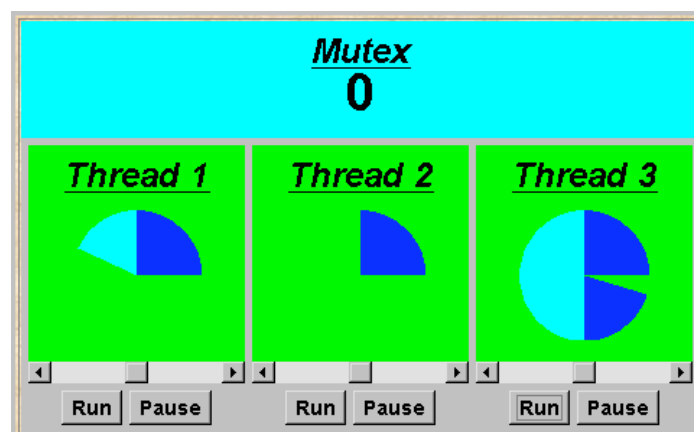 Mutex
0
Thread 1 Thread 2 Thread 3
Run Pause Run Pause Run Pause